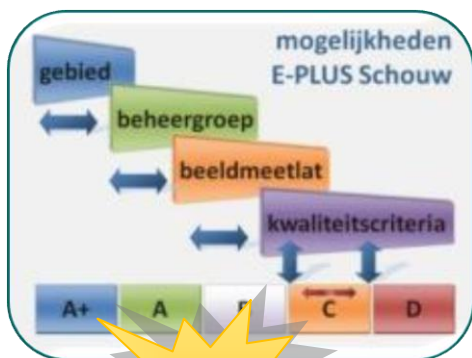 mogelijkheden
E-PLUS Schouw
gebied
beheergroep
beeldmeetlat
kwaliteitscriteria
A+ A B C D